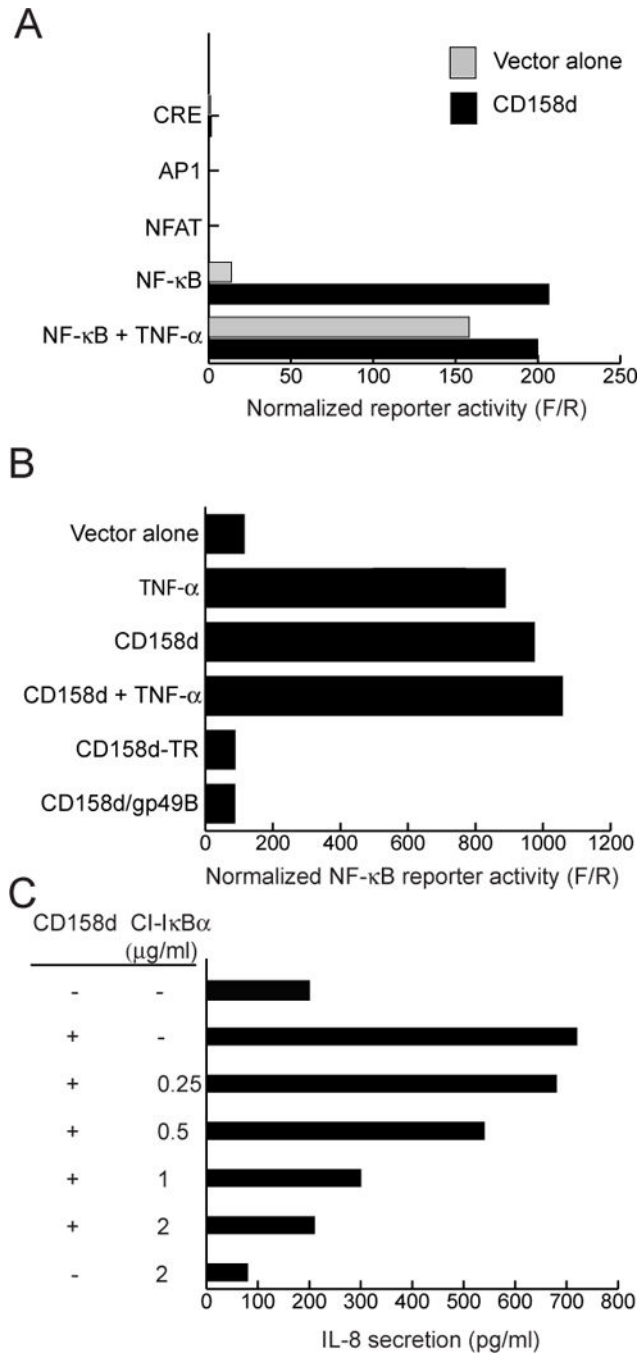 A
Vector alone
CD158d
CRE
AP1
NFAT
NF-κB
NF-κB + TNF-α
0 50 100 150 200 250
Normalized reporter activity (F/R)
B
Vector alone
TNF-α
CD158d
CD158d + TNF-α
CD158d-TR
CD158d/gp49B
0 200 400 600 800 1000 1200
Normalized NF-κB reporter activity (F/R)
C
CD158d CI-IκBα
(μg/ml)
- -
+ -
+ 0.25
+ 0.5
+ 1
+ 2
- 2
0 100 200 300 400 500 600 700 800
IL-8 secretion (pg/ml)